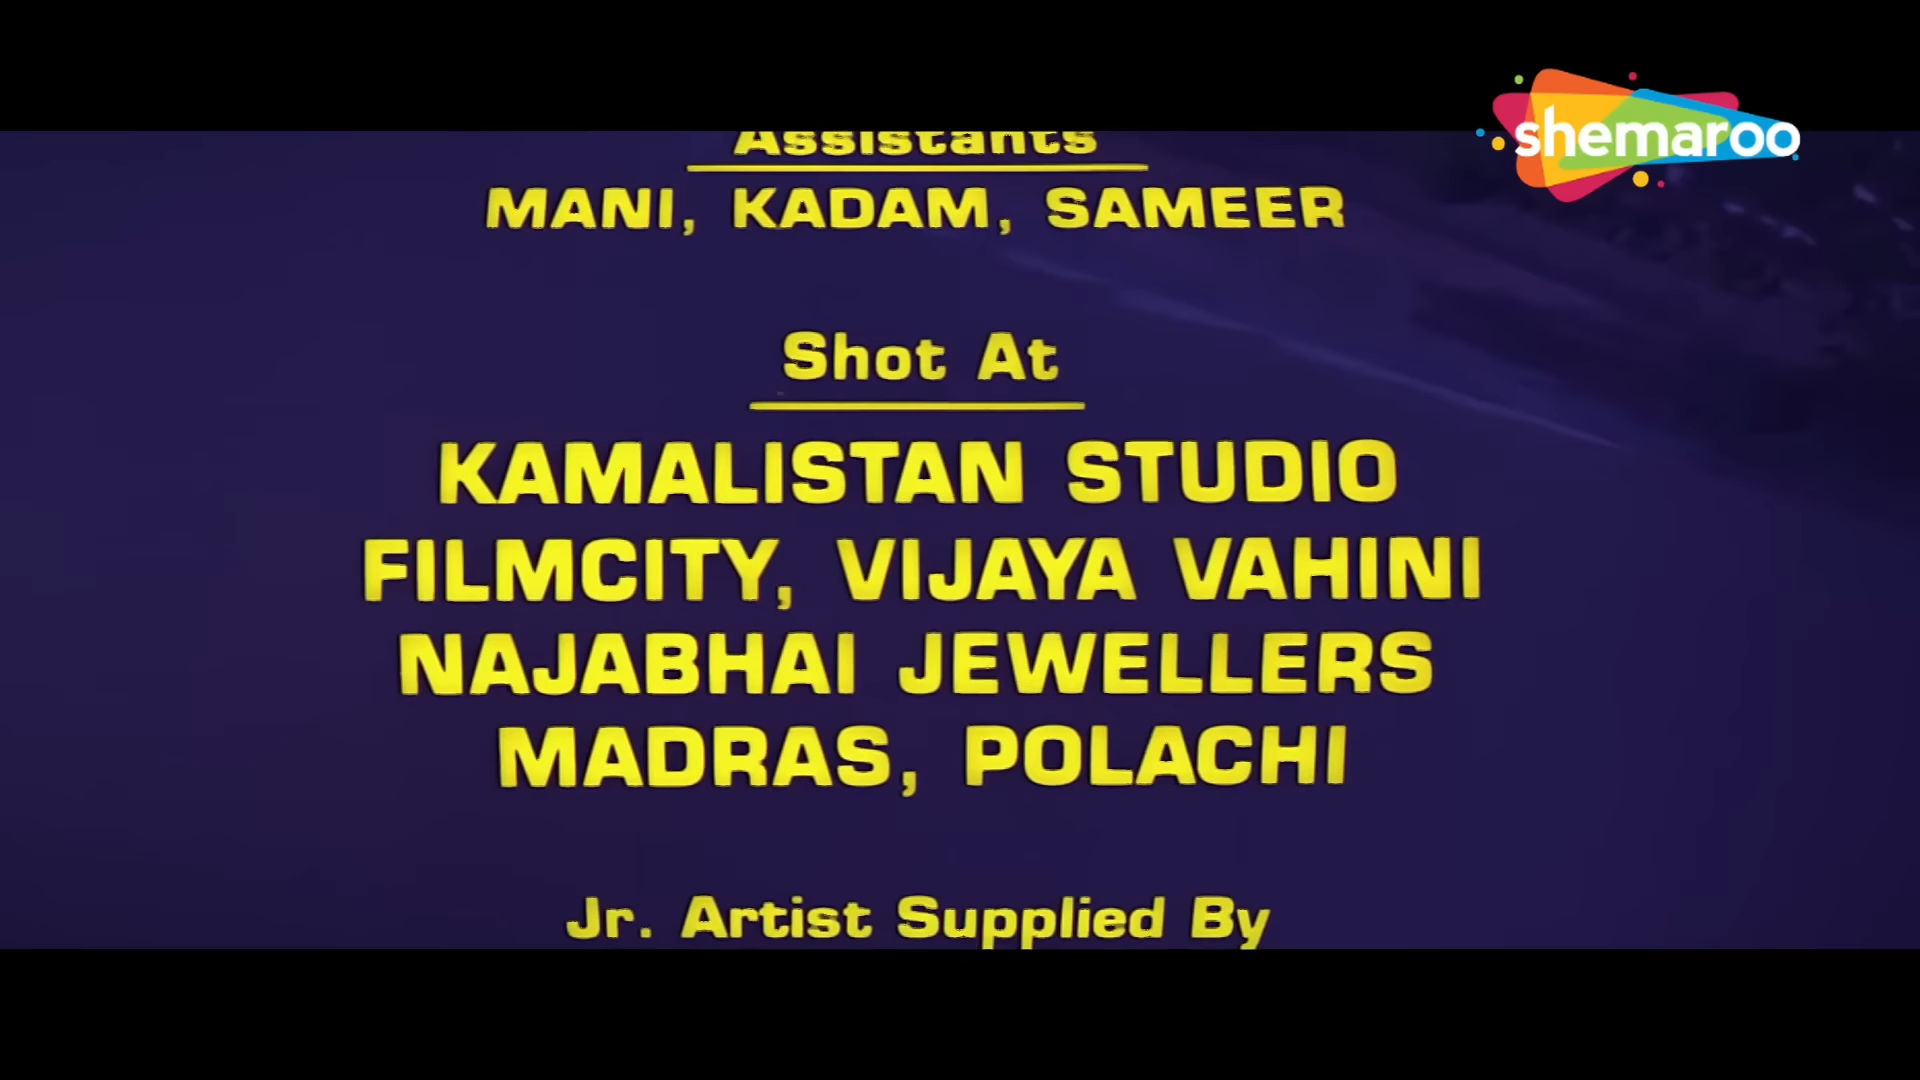 shemaroo
Assistants
MANI, KADAM, SAMEER
Shot At
KAMALISTAN STUDIO
FILMCITY, VIJAYA VAHINI
NAJABHAI JEWELLERS
MADRAS, POLACHI
Jr. Artist Supplied By